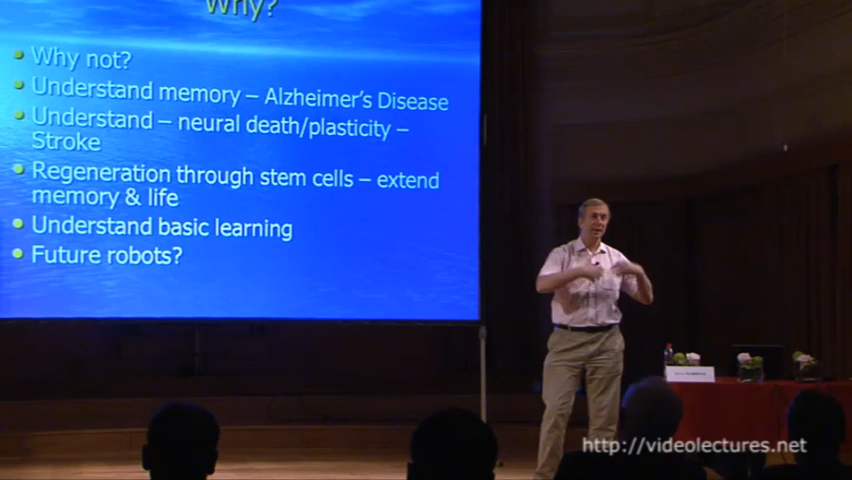 Why?
Why not?
Understand memory – Alzheimer's Disease
Understand – neural death/plasticity –
Stroke
Regeneration through stem cells – extend
memory & life
Understand basic learning
Future robots?
http://videolectures.net